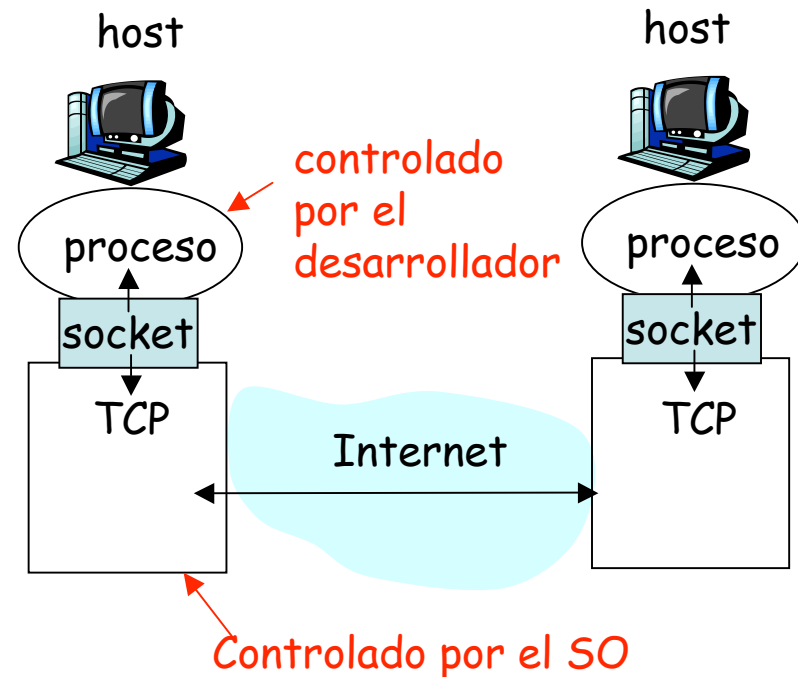 host
host
controlado
por el
desarrollador
proceso
proceso
socket
socket
TCP
TCP
Internet
Controlado por el SO